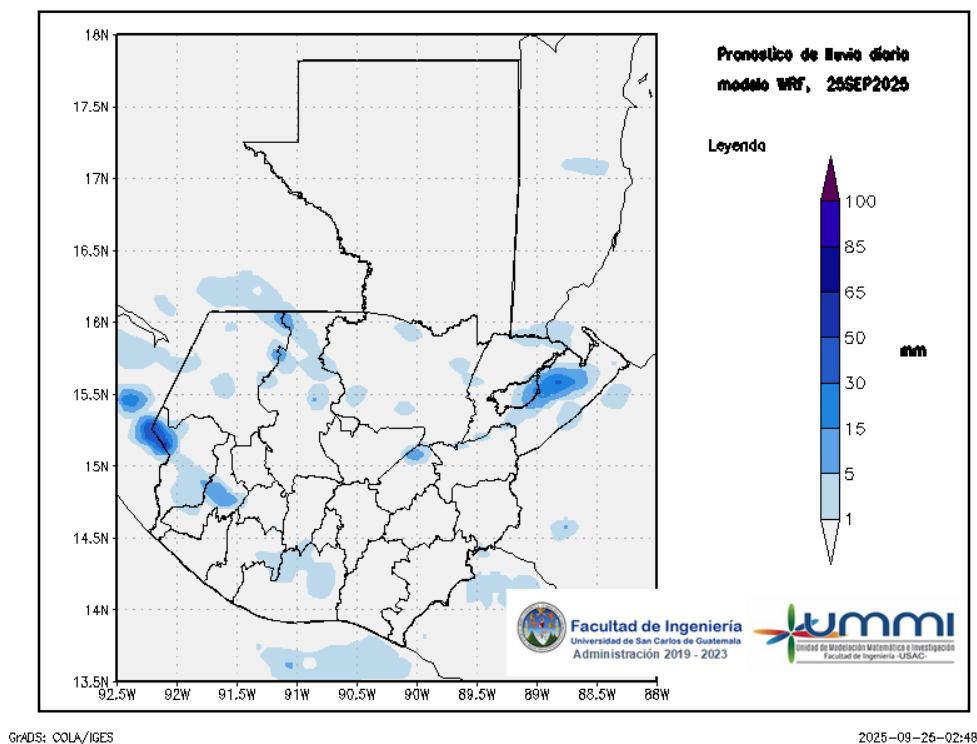 Pronostico de lluvia diaria
modelo WRF, 25SEP2025
Leyenda
100
85
65
50
30
15
5
1
mm
18N
17.5N
17N
16.5N
16N
15.5N
15N
14.5N
14N
13.5N
92.5W 92W 91.5W 91W 90.5W 90W 89.5W 89W 88.5W 88W
Facultad de Ingeniería
Universidad de San Carlos de Guatemala
Administración 2019 - 2023
ummi
Unidad de Modelación Matemática e Investigación
Facultad de Ingeniería -USAC-
GrADS: COLA/IGES
2025-09-25-02:48